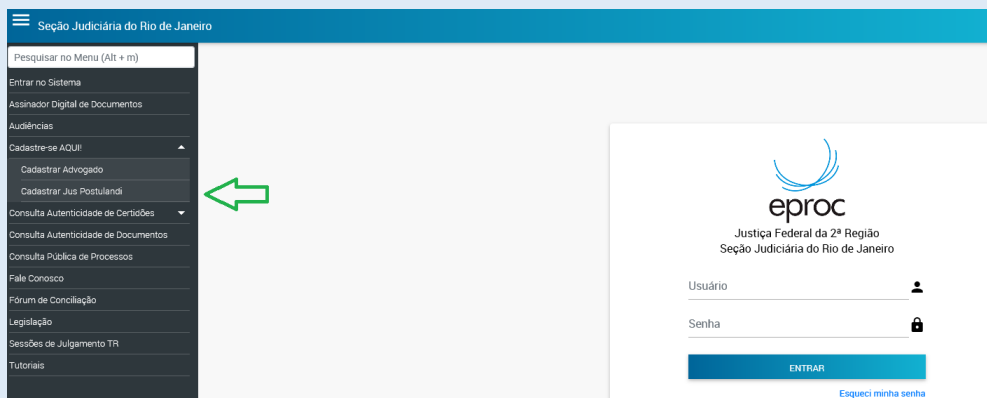 Seção Judiciária do Rio de Janeiro
Pesquisar no Menu (Alt + m)
Entrar no Sistema
Assinador Digital de Documentos
Audiências
Cadastre-se AQUI!
Cadastrar Advogado
Cadastrar Jus Postulandi
Consulta Autenticidade de Certidões
Consulta Autenticidade de Documentos
Consulta Pública de Processos
Fale Conosco
Fórum de Conciliação
Legislação
Sessões de Julgamento TR
Tutoriais
eproc
Justiça Federal da 2ª Região
Seção Judiciária do Rio de Janeiro
Usuário
Senha
ENTRAR
Esqueci minha senha